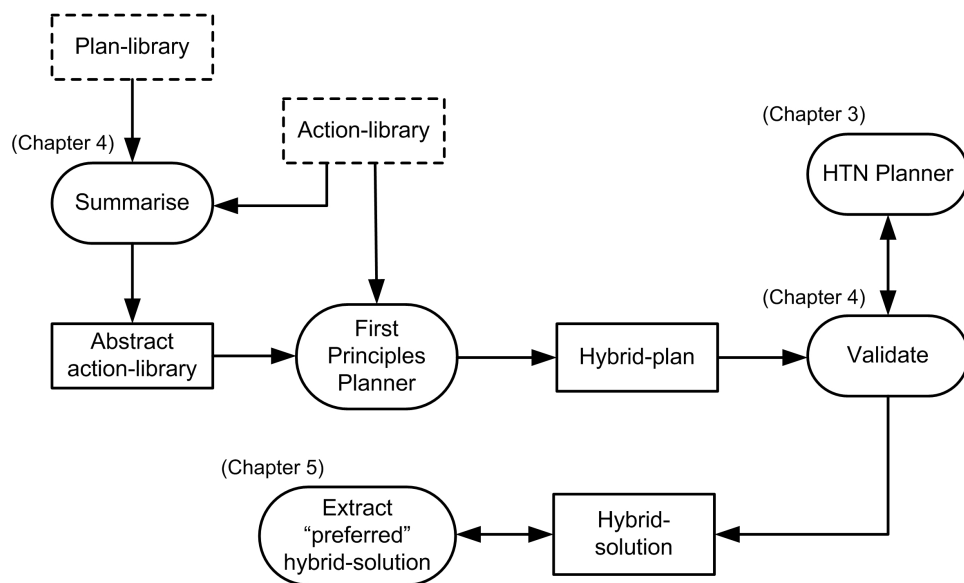 Plan-library
(Chapter 4)
Action-library
Summarise
(Chapter 3)
HTN Planner
(Chapter 4)
Abstract
action-library
First
Principles
Planner
Hybrid-plan
Validate
(Chapter 5)
Extract
“preferred”
hybrid-solution
Hybrid-
solution